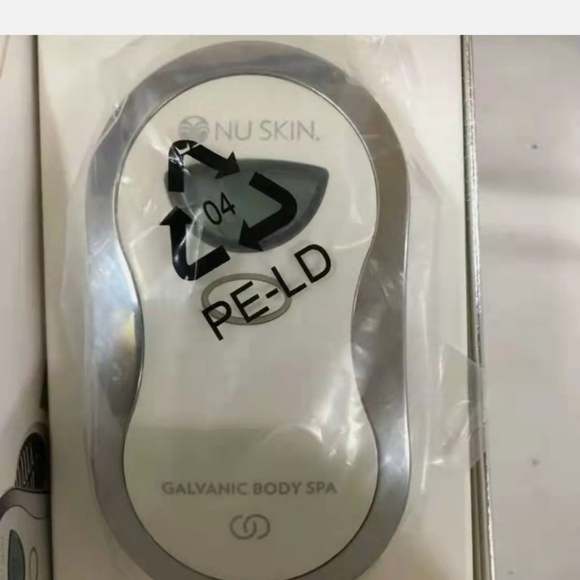 NU SKIN.
04
PE-LD
GALVANIC BODY SPA